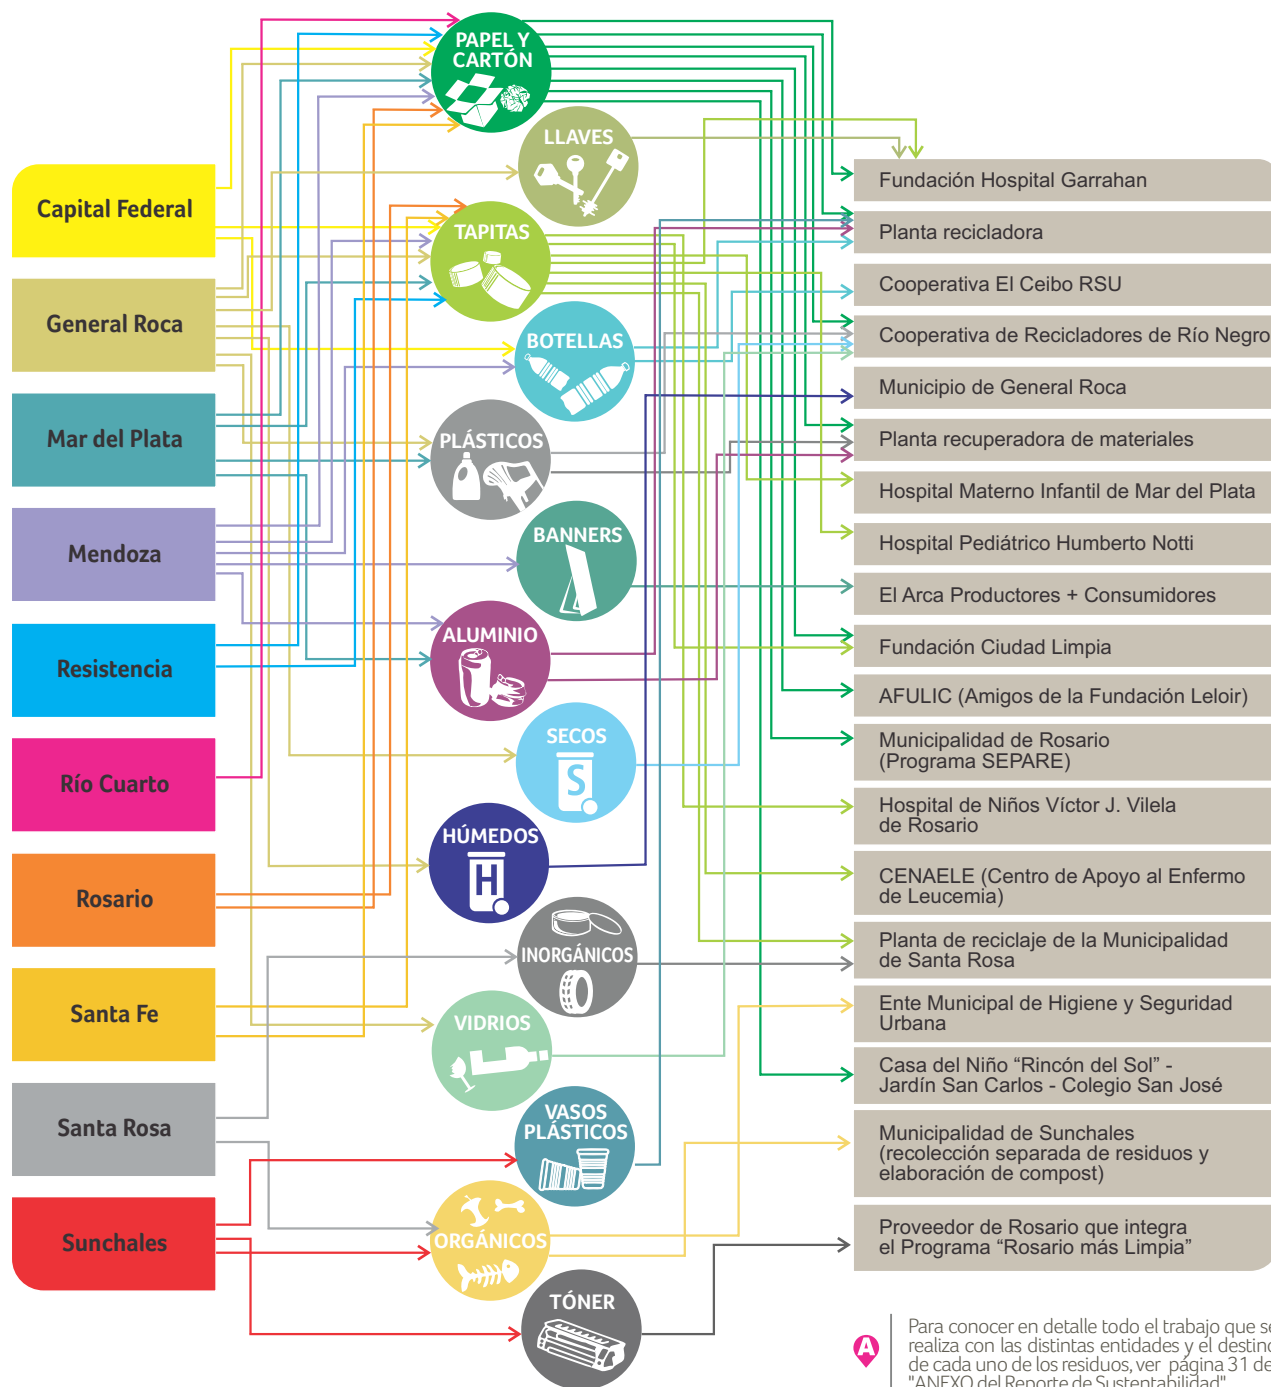 Capital Federal
General Roca
Mar del Plata
Mendoza
Resistencia
Río Cuarto
Rosario
Santa Fe
Santa Rosa
Sunchales
PAPEL Y
CARTÓN
LLAVES
TAPITAS
BOTELLAS
PLÁSTICOS
BANNERS
ALUMINIO
SECOS
S
HÚMEDOS
H
INORGÁNICOS
VIDRIOS
VASOS
PLÁSTICOS
ORGÁNICOS
TÓNER
Fundación Hospital Garrahan
Planta recicladora
Cooperativa El Ceibo RSU
Cooperativa de Recicladores de Río Negro
Municipio de General Roca
Planta recuperadora de materiales
Hospital Materno Infantil de Mar del Plata
Hospital Pediátrico Humberto Notti
El Arca Productores + Consumidores
Fundación Ciudad Limpia
AFULIC (Amigos de la Fundación Leloir)
Municipalidad de Rosario
(Programa SEPARE)
Hospital de Niños Víctor J. Vilela
de Rosario
CENAELE (Centro de Apoyo al Enfermo
de Leucemia)
Planta de reciclaje de la Municipalidad
de Santa Rosa
Ente Municipal de Higiene y Seguridad
Urbana
Casa del Niño “Rincón del Sol” -
Jardín San Carlos - Colegio San José
Municipalidad de Sunchales
(recolección separada de residuos y
elaboración de compost)
Proveedor de Rosario que integra
el Programa “Rosario más Limpia”
A
Para conocer en detalle todo el trabajo que se
realiza con las distintas entidades y el destino
de cada uno de los residuos, ver página 31 de
"ANEXO del Reporte de Sustentabilidad"